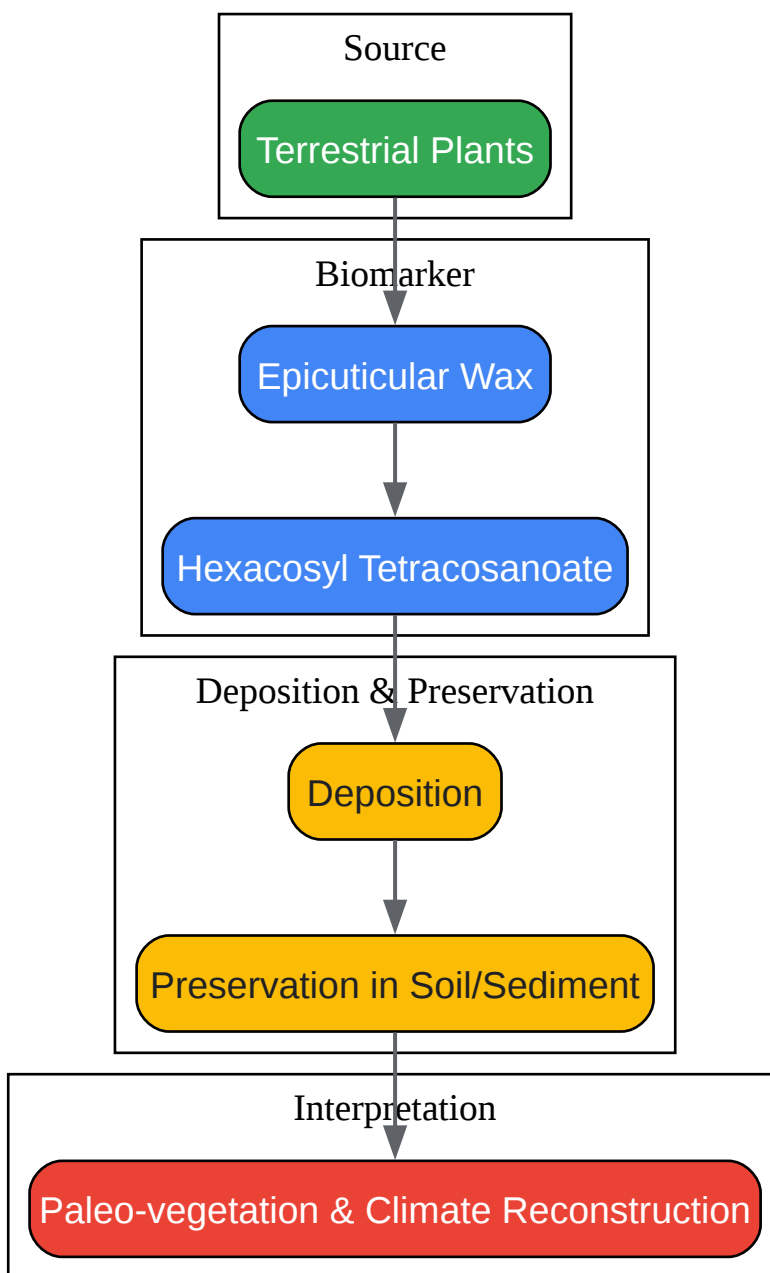 Source
Terrestrial Plants
Biomarker
Epicuticular Wax
Hexacosyl Tetracosanoate
Deposition & Preservation
Deposition
Preservation in Soil/Sediment
Interpretation
Paleo-vegetation & Climate Reconstruction